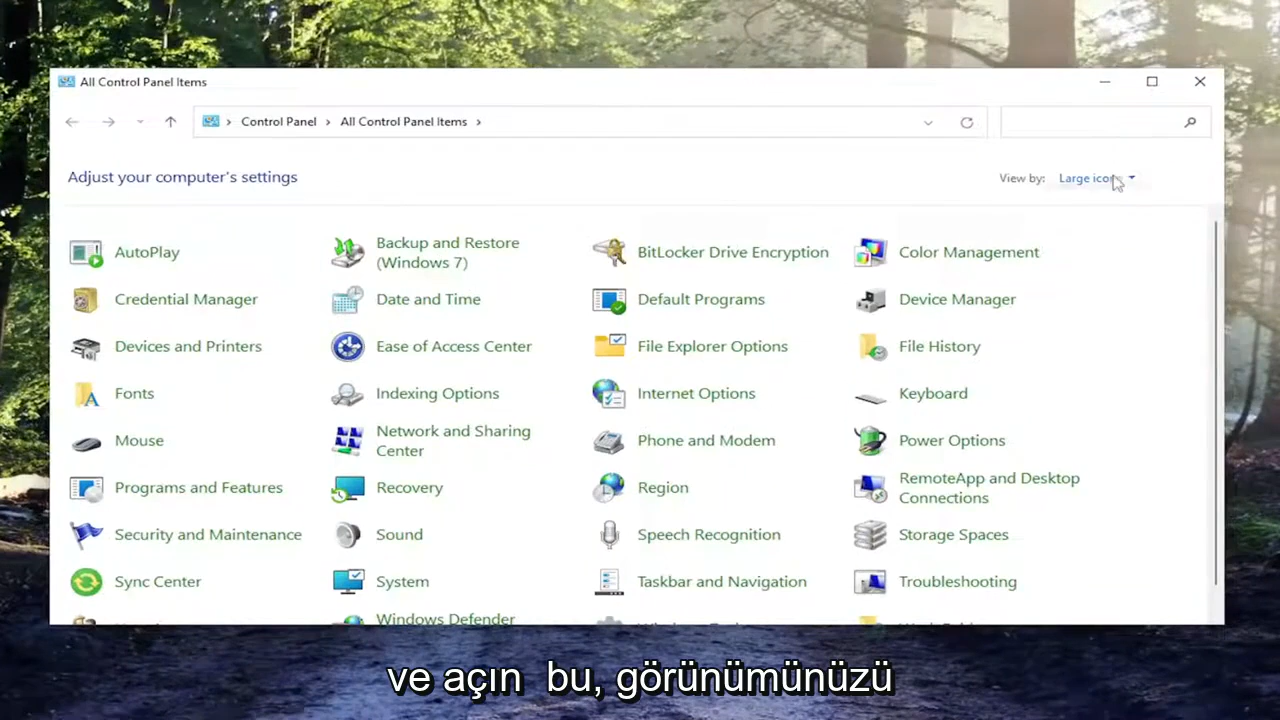 All Control Panel Items
Control Panel > All Control Panel Items >
Adjust your computer's settings
View by: Large icons
AutoPlay
Backup and Restore
(Windows 7)
BitLocker Drive Encryption
Color Management
Credential Manager
Date and Time
Default Programs
Device Manager
Devices and Printers
Ease of Access Center
File Explorer Options
File History
Fonts
Indexing Options
Internet Options
Keyboard
Mouse
Network and Sharing
Center
Phone and Modem
Power Options
Programs and Features
Recovery
Region
RemoteApp and Desktop
Connections
Security and Maintenance
Sound
Speech Recognition
Storage Spaces
Sync Center
System
Taskbar and Navigation
Troubleshooting
Windows Defender
ve açın bu, görünümünüzü